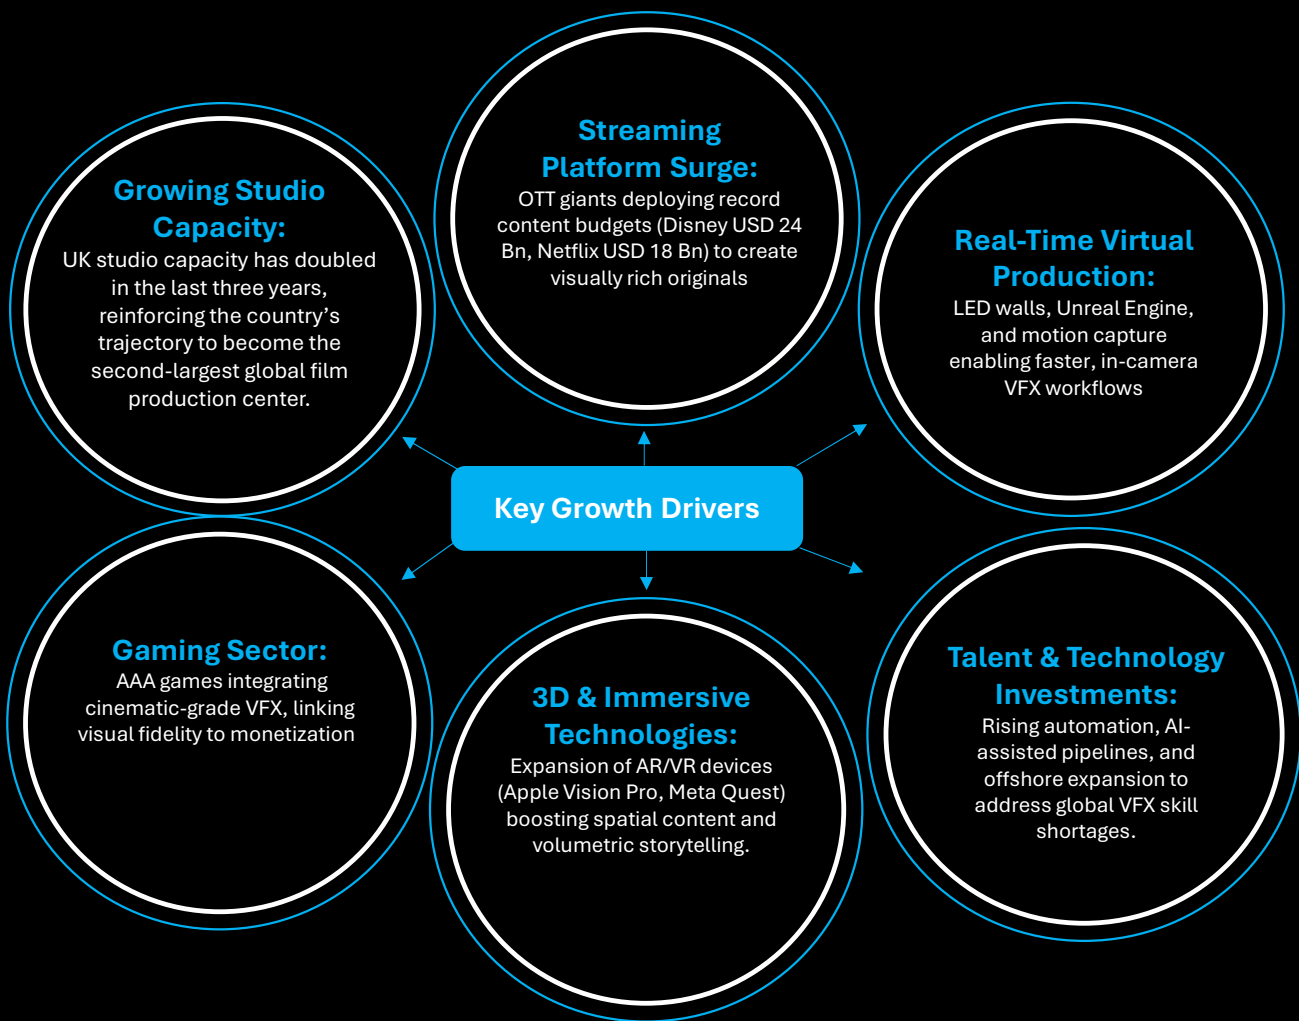 Growing Studio
Capacity:
UK studio capacity has doubled
in the last three years,
reinforcing the country’s
trajectory to become the
second-largest global film
production center.
Streaming
Platform Surge:
OTT giants deploying record
content budgets (Disney USD 24
Bn, Netflix USD 18 Bn) to create
visually rich originals
Real-Time Virtual
Production:
LED walls, Unreal Engine,
and motion capture
enabling faster, in-camera
VFX workflows
Key Growth Drivers
Gaming Sector:
AAA games integrating
cinematic-grade VFX, linking
visual fidelity to monetization
3D & Immersive
Technologies:
Expansion of AR/VR devices
(Apple Vision Pro, Meta Quest)
boosting spatial content and
volumetric storytelling.
Talent & Technology
Investments:
Rising automation, AI-
assisted pipelines, and
offshore expansion to
address global VFX skill
shortages.